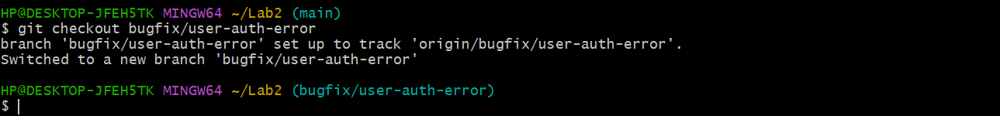 HP@DESKTOP-JFEH5TK MINGW64 ~/Lab2 (main)
$ git checkout bugfix/user-auth-error
branch 'bugfix/user-auth-error' set up to track 'origin/bugfix/user-auth-error'.
Switched to a new branch 'bugfix/user-auth-error'
HP@DESKTOP-JFEH5TK MINGW64 ~/Lab2 (bugfix/user-auth-error)
$